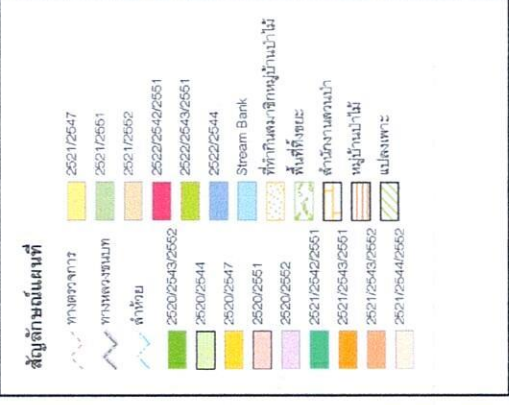 สัญลักษณ์แผนที่
ทางตรวจการ
ทางหลวงชนบท
ลำห้วย
2520/2543/2552
2520/2544
2520/2547
2520/2551
2520/2552
2521/2542/2551
2521/2543/2551
2521/2543/2552
2521/2544/2552
2521/2547
2521/2551
2521/2552
2522/2542/2551
2522/2543/2551
2522/2544
Stream Bank
ที่ทำกินสมาชิกหมู่บ้านป่าไม้
พื้นที่ทิ้งขยะ
สำนักงานสวนป่า
หมู่บ้านป่าไม้
แปลงเพาะ